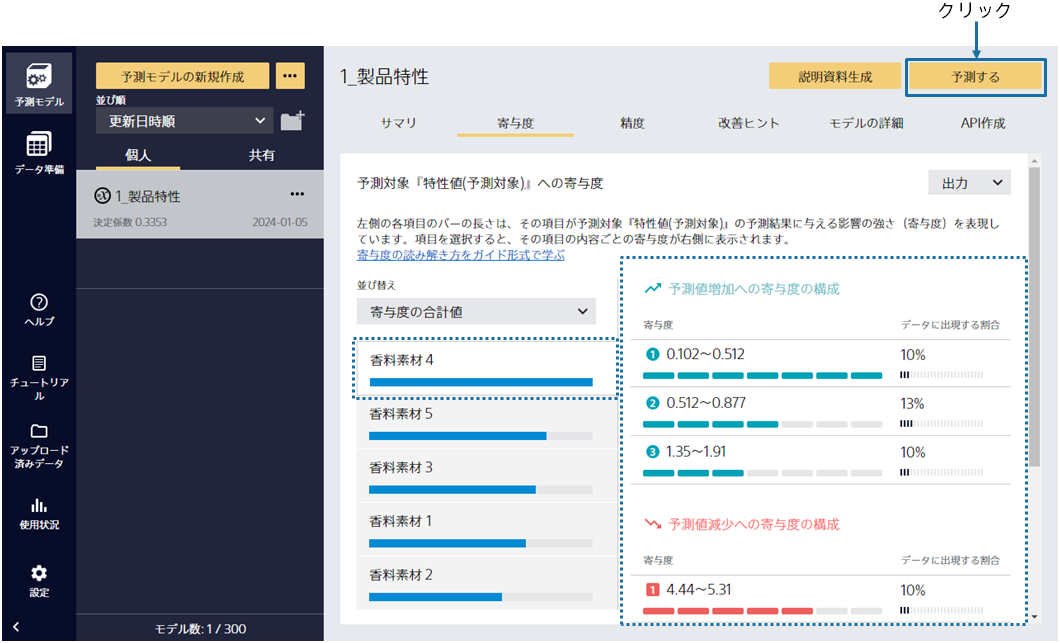 クリック
予測モデル
データ準備
ヘルプ
チュートリア
ル
アップロード
済みデータ
使用状況
設定
予測モデルの新規作成
並び順
更新日時順
個人 共有
1_製品特性
決定係数 0.3353 2024-01-05
モデル数: 1 / 300
1_製品特性
説明資料生成 予測する
サマリ 寄与度 精度 改善ヒント モデルの詳細 API作成
予測対象『特性値(予測対象)』への寄与度
出力
左側の各項目のバーの長さは、その項目が予測対象『特性値(予測対象)』の予測結果に与える影響の強さ（寄与度）を表現し
ています。項目を選択すると、その項目の内容ごとの寄与度が右側に表示されます。
寄与度の読み解き方をガイド形式で学ぶ
並び替え
寄与度の合計値
香料素材 4
香料素材 5
香料素材 3
香料素材 1
香料素材 2
予測値増加への寄与度の構成
寄与度 データに出現する割合
1 0.102～0.512 10%
2 0.512～0.877 13%
3 1.35～1.91 10%
予測値減少への寄与度の構成
寄与度 データに出現する割合
1 4.44～5.31 10%